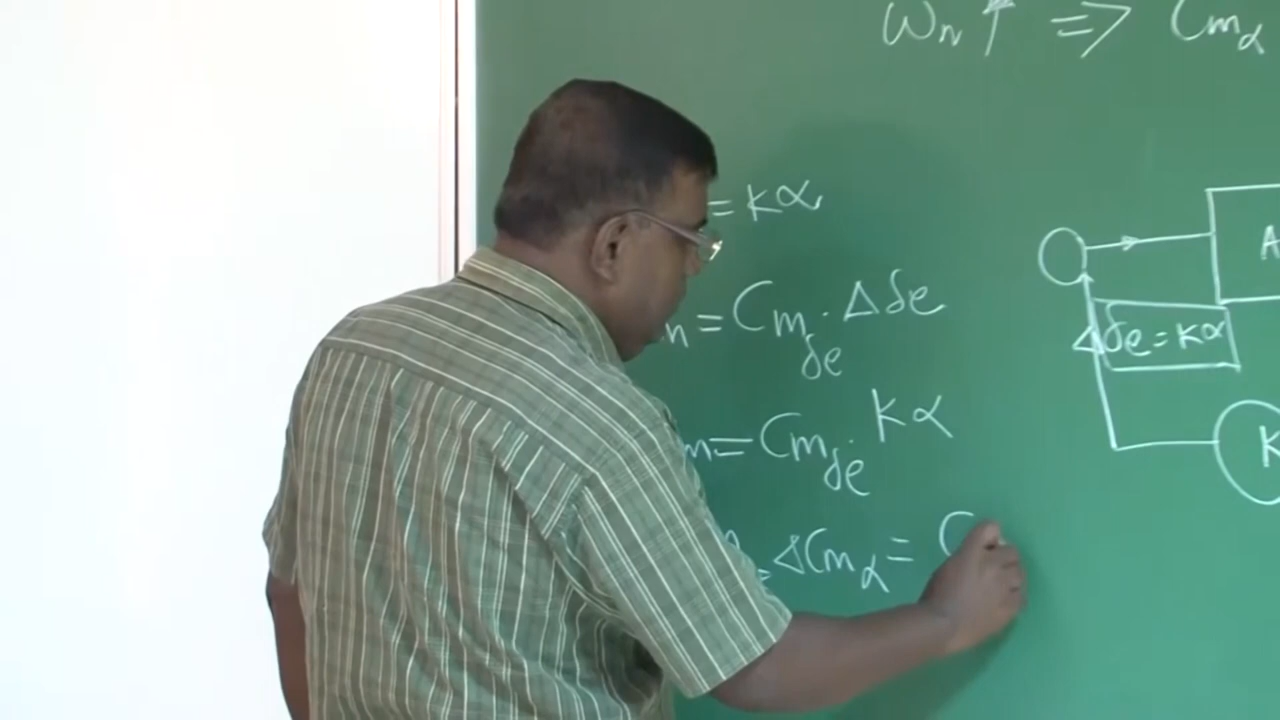 ωn ↑ => Cmα
= Kα
m = Cmδe · Δδe
m = Cmδe · Kα
ΔCmα = C
A
Δδe = Kα
K